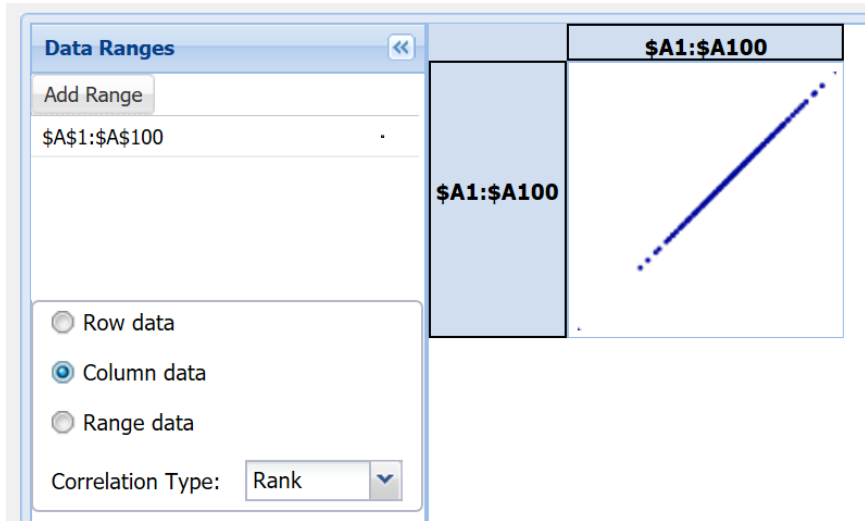 Data Ranges
Add Range
$A$1:$A$100
Row data
Column data
Range data
Correlation Type: Rank
$A1:$A100
$A1:$A100